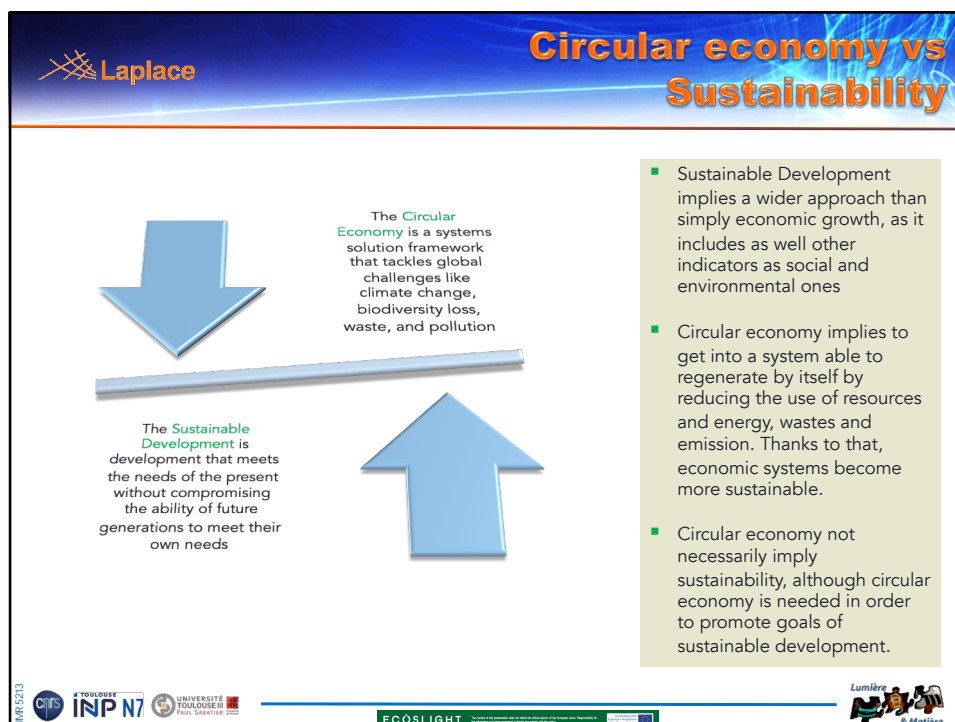 Circular economy vs
Sustainability
Laplace
The Circular
Economy is a systems
solution framework
that tackles global
challenges like
climate change,
biodiversity loss,
waste, and pollution
The Sustainable
Development is
development that meets
the needs of the present
without compromising
the ability of future
generations to meet their
own needs
Sustainable Development
implies a wider approach than
simply economic growth, as it
includes as well other
indicators as social and
environmental ones
Circular economy implies to
get into a system able to
regenerate by itself by
reducing the use of resources
and energy, wastes and
emission. Thanks to that,
economic systems become
more sustainable.
Circular economy not
necessarily imply
sustainability, although circular
economy is needed in order
to promote goals of
sustainable development.
UMR 5213
cnrs
TOULOUSE
INP N7
UNIVERSITÉ
TOULOUSE III
PAUL SABATIER
ECOSLIGHT
Lumière
& Matière